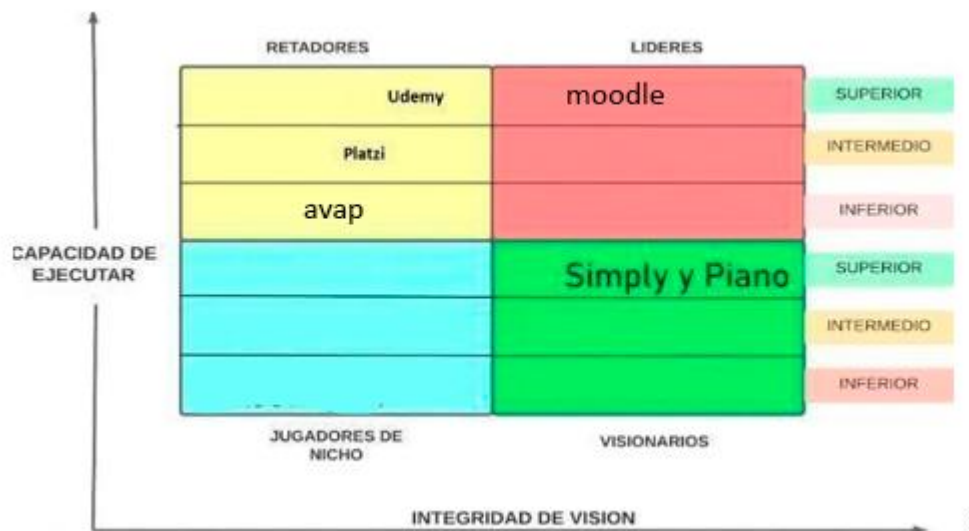 RETADORES
LIDERES
Udemy
moodle
SUPERIOR
Platzi
INTERMEDIO
avap
INFERIOR
CAPACIDAD DE
EJECUTAR
Simply y Piano
SUPERIOR
INTERMEDIO
INFERIOR
JUGADORES DE
NICHO
VISIONARIOS
INTEGRIDAD DE VISION